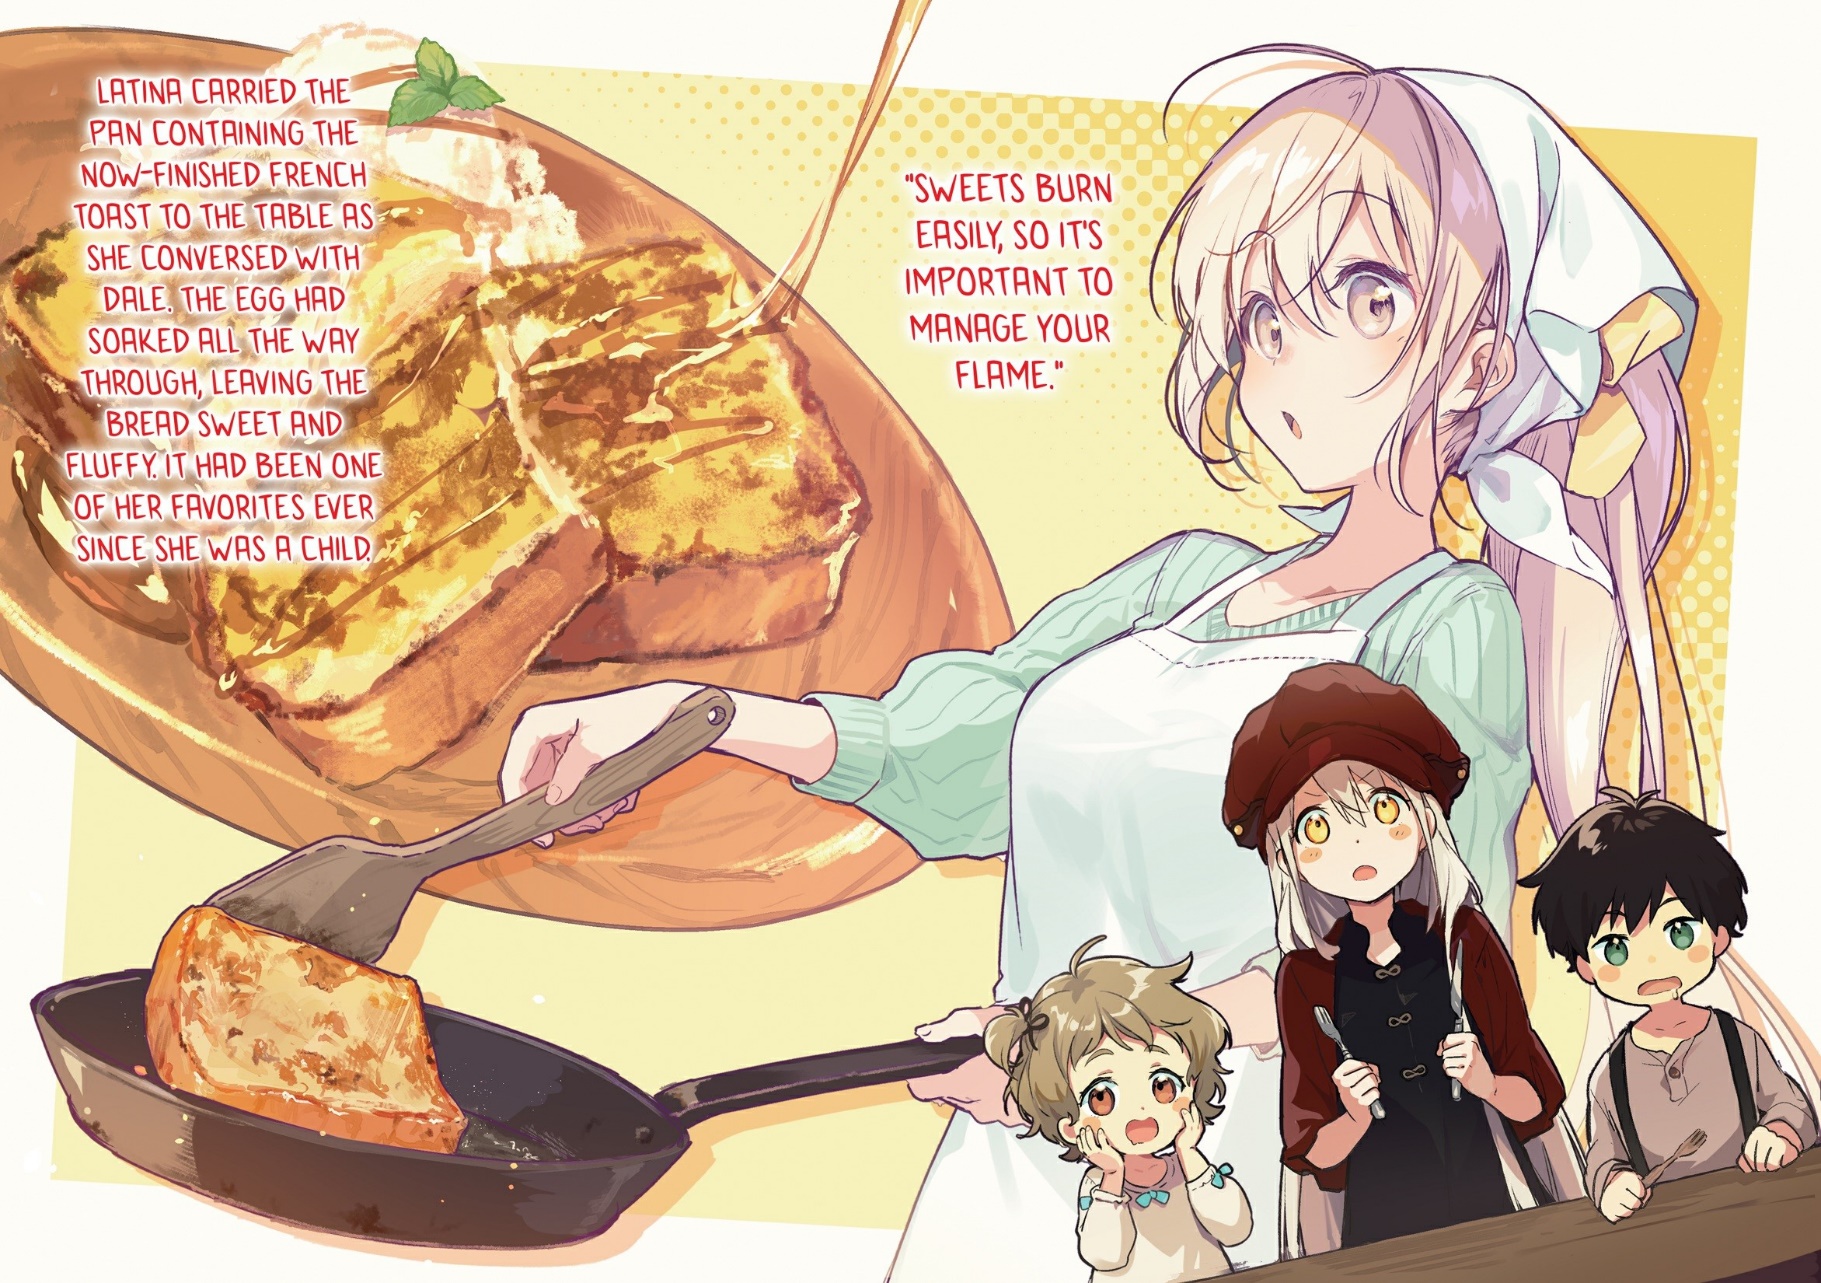 LATINA CARRIED THE
PAN CONTAINING THE
NOW-FINISHED FRENCH
TOAST TO THE TABLE AS
SHE CONVERSED WITH
DALE. THE EGG HAD
SOAKED ALL THE WAY
THROUGH, LEAVING THE
BREAD SWEET AND
FLUFFY. IT HAD BEEN ONE
OF HER FAVORITES EVER
SINCE SHE WAS A CHILD.
"SWEETS BURN
EASILY, SO IT'S
IMPORTANT TO
MANAGE YOUR
FLAME."